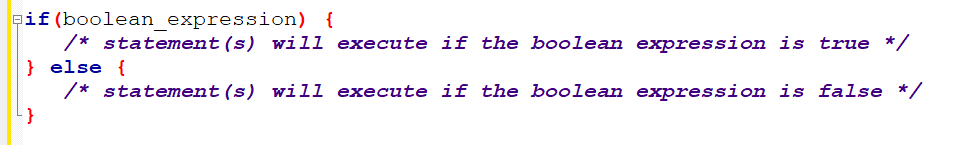 if(boolean_expression) {
/* statement(s) will execute if the boolean expression is true */
} else {
/* statement(s) will execute if the boolean expression is false */
}